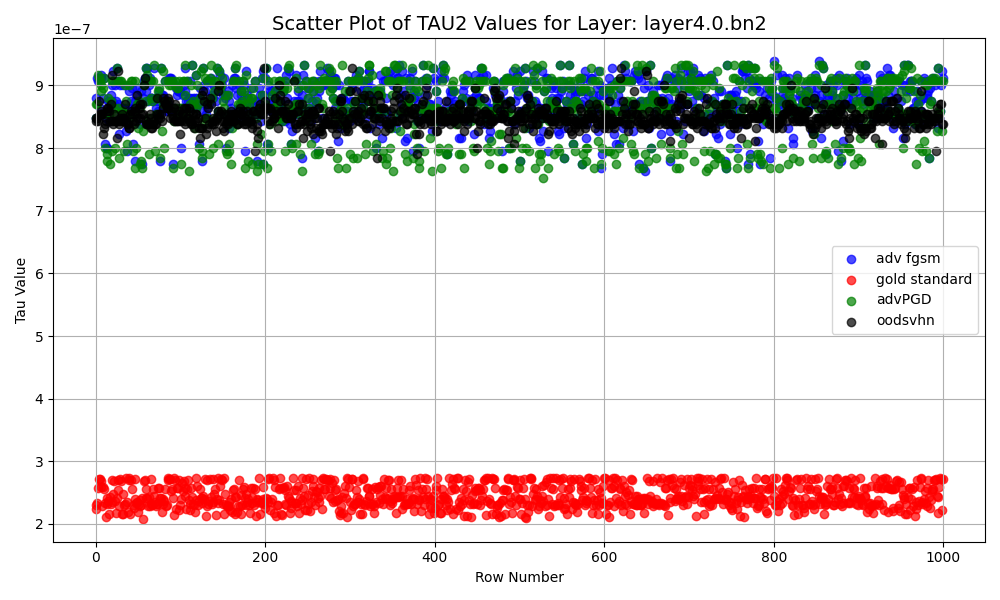 Scatter Plot of TAU2 Values for Layer: layer4.0.bn2
1e−7
9
8
7
6
5
4
3
2
Tau Value
adv fgsm
gold standard
advPGD
oodsvhn
0 200 400 600 800 1000
Row Number